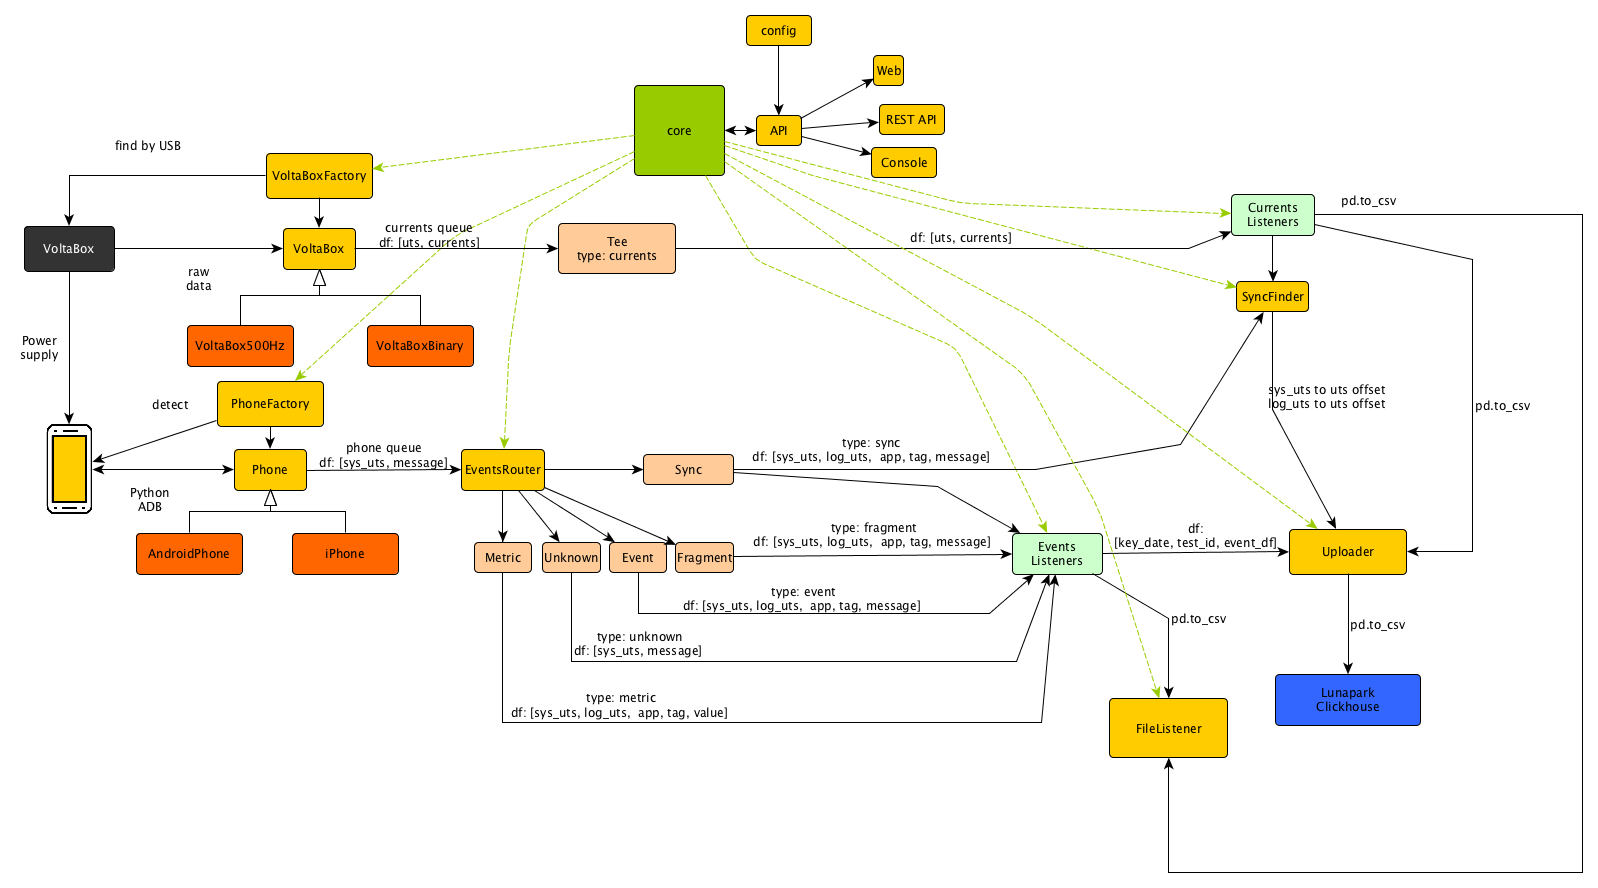 config
Web
core
API
REST API
Console
find by USB
VoltaBoxFactory
Currents
Listeners
pd.to_csv
VoltaBox
VoltaBox
currents queue
df: [uts, currents]
Tee
type: currents
df: [uts, currents]
raw
data
SyncFinder
Power
supply
VoltaBox500Hz
VoltaBoxBinary
sys_uts to uts offset
log_uts to uts offset
pd.to_csv
detect
PhoneFactory
phone queue
df: [sys_uts, message]
Phone
EventsRouter
Sync
type: sync
df: [sys_uts, log_uts,  app, tag, message]
Python
ADB
AndroidPhone
iPhone
Metric
Unknown
Event
Fragment
type: fragment
df: [sys_uts, log_uts,  app, tag, message]
Events
Listeners
df:
[key_date, test_id, event_df]
Uploader
type: event
df: [sys_uts, log_uts,  app, tag, message]
pd.to_csv
pd.to_csv
type: unknown
df: [sys_uts, message]
type: metric
df: [sys_uts, log_uts,  app, tag, value]
Lunapark
Clickhouse
FileListener